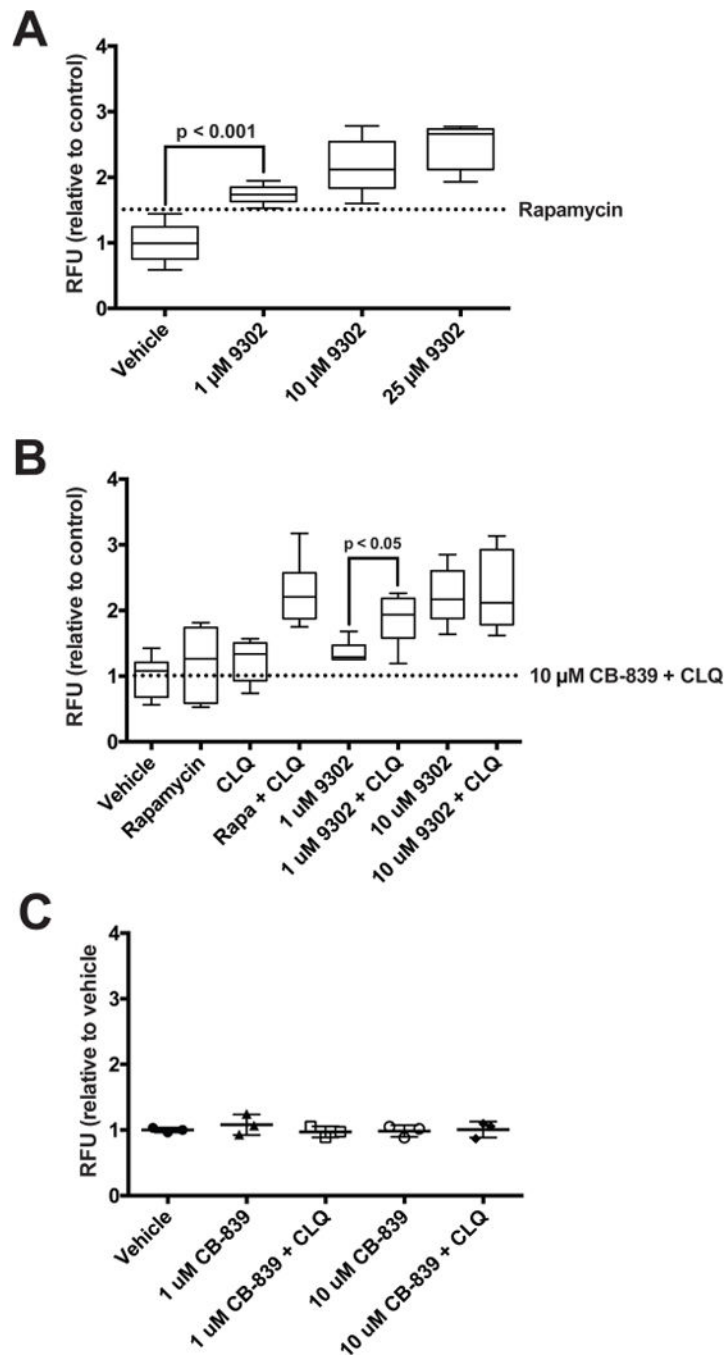 A
RFU (relative to control)
4
3
2
1
0
p < 0.001
Rapamycin
Vehicle
1 µM 9302
10 µM 9302
25 µM 9302
B
RFU (relative to control)
4
3
2
1
0
p < 0.05
10 µM CB-839 + CLQ
Vehicle
Rapamycin
CLQ
Rapa + CLQ
1 uM 9302
1 uM 9302 + CLQ
10 uM 9302
10 uM 9302 + CLQ
C
RFU (relative to vehicle)
4
3
2
1
0
Vehicle
1 uM CB-839
1 uM CB-839 + CLQ
10 uM CB-839
10 uM CB-839 + CLQ